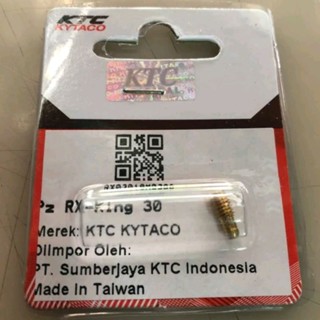 KTC
KYTACO
KTC
Pz RX-King 30
Merek: KTC KYTACO
Diimpor Oleh:
PT. Sumberjaya KTC Indonesia
Made in Taiwan